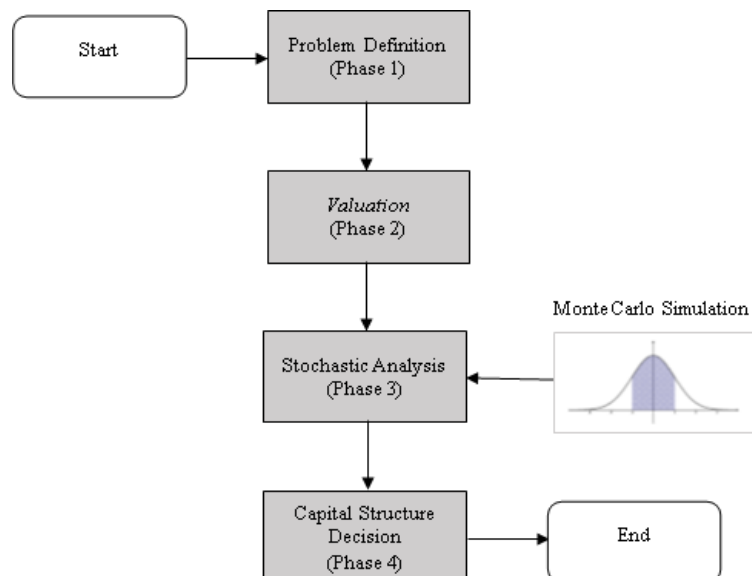 Start
Problem Definition
(Phase 1)
Valuation
(Phase 2)
Monte Carlo Simulation
Stochastic Analysis
(Phase 3)
Capital Structure
Decision
(Phase 4)
End